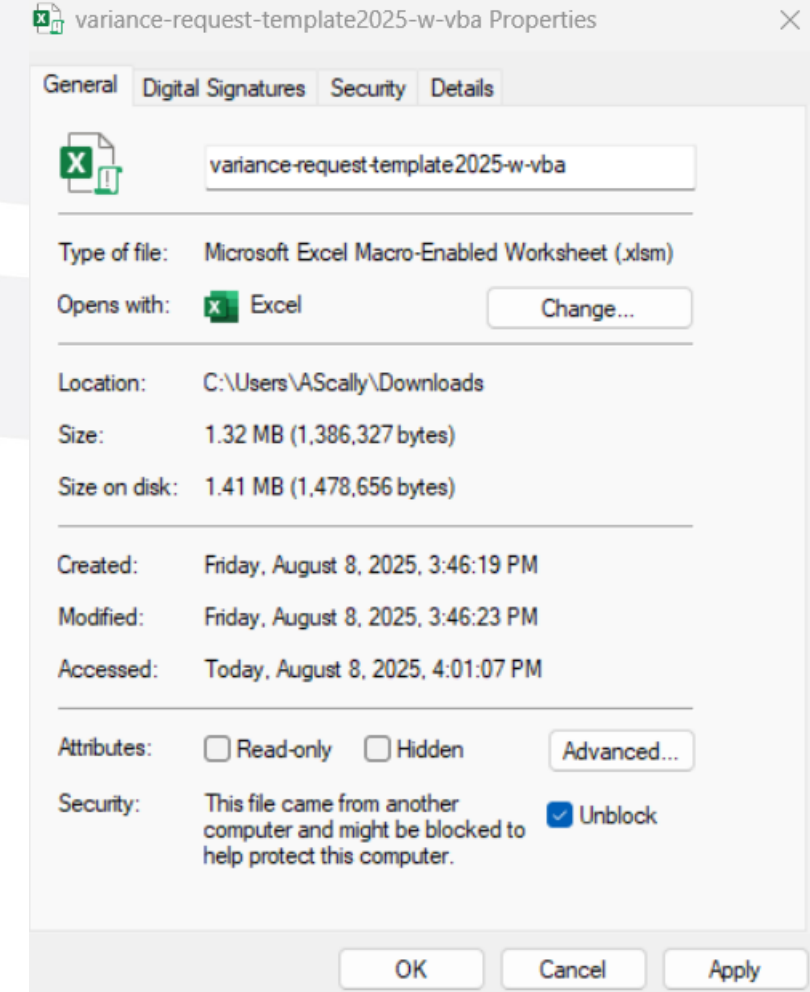 variance-request-template2025-w-vba Properties
General Digital Signatures Security Details
variance-request-template2025-w-vba
Type of file: Microsoft Excel Macro-Enabled Worksheet (.xlsm)
Opens with: Excel Change...
Location: C:\Users\AScally\Downloads
Size: 1.32 MB (1,386,327 bytes)
Size on disk: 1.41 MB (1,478,656 bytes)
Created: Friday, August 8, 2025, 3:46:19 PM
Modified: Friday, August 8, 2025, 3:46:23 PM
Accessed: Today, August 8, 2025, 4:01:07 PM
Attributes: Read-only Hidden Advanced...
Security: This file came from another
computer and might be blocked to Unblock
help protect this computer.
OK Cancel Apply